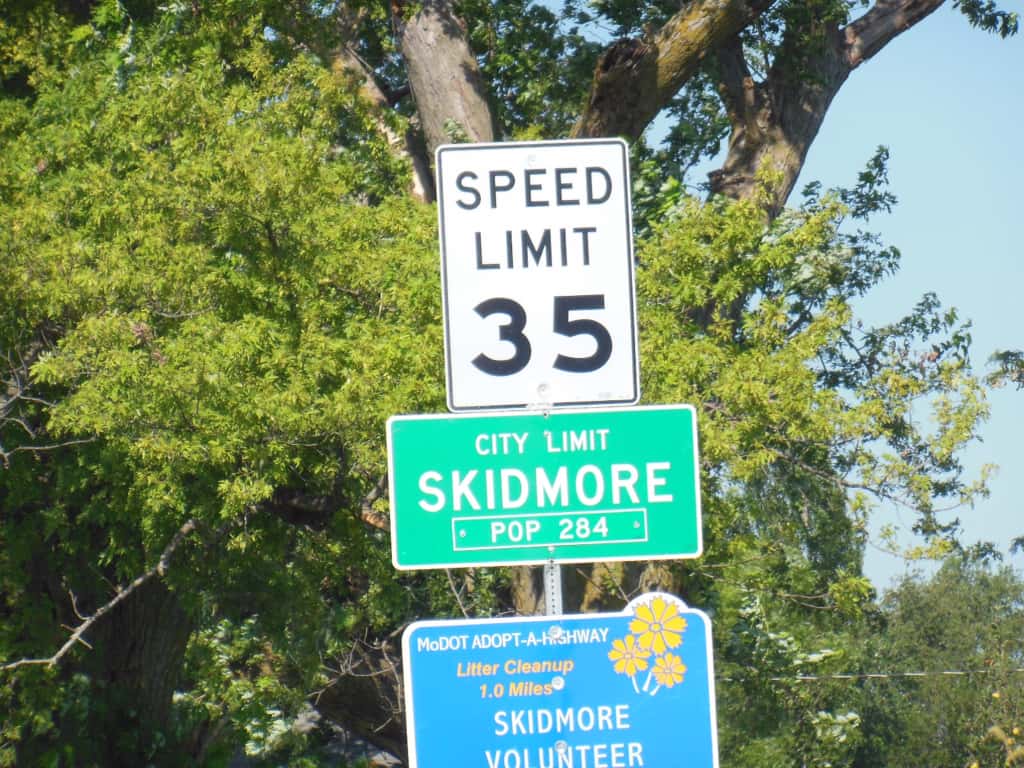 SPEED
LIMIT
35
CITY LIMIT
SKIDMORE
POP 284
MoDOT ADOPT-A-HIGHWAY
Litter Cleanup
1.0 Miles
SKIDMORE
VOLUNTEER